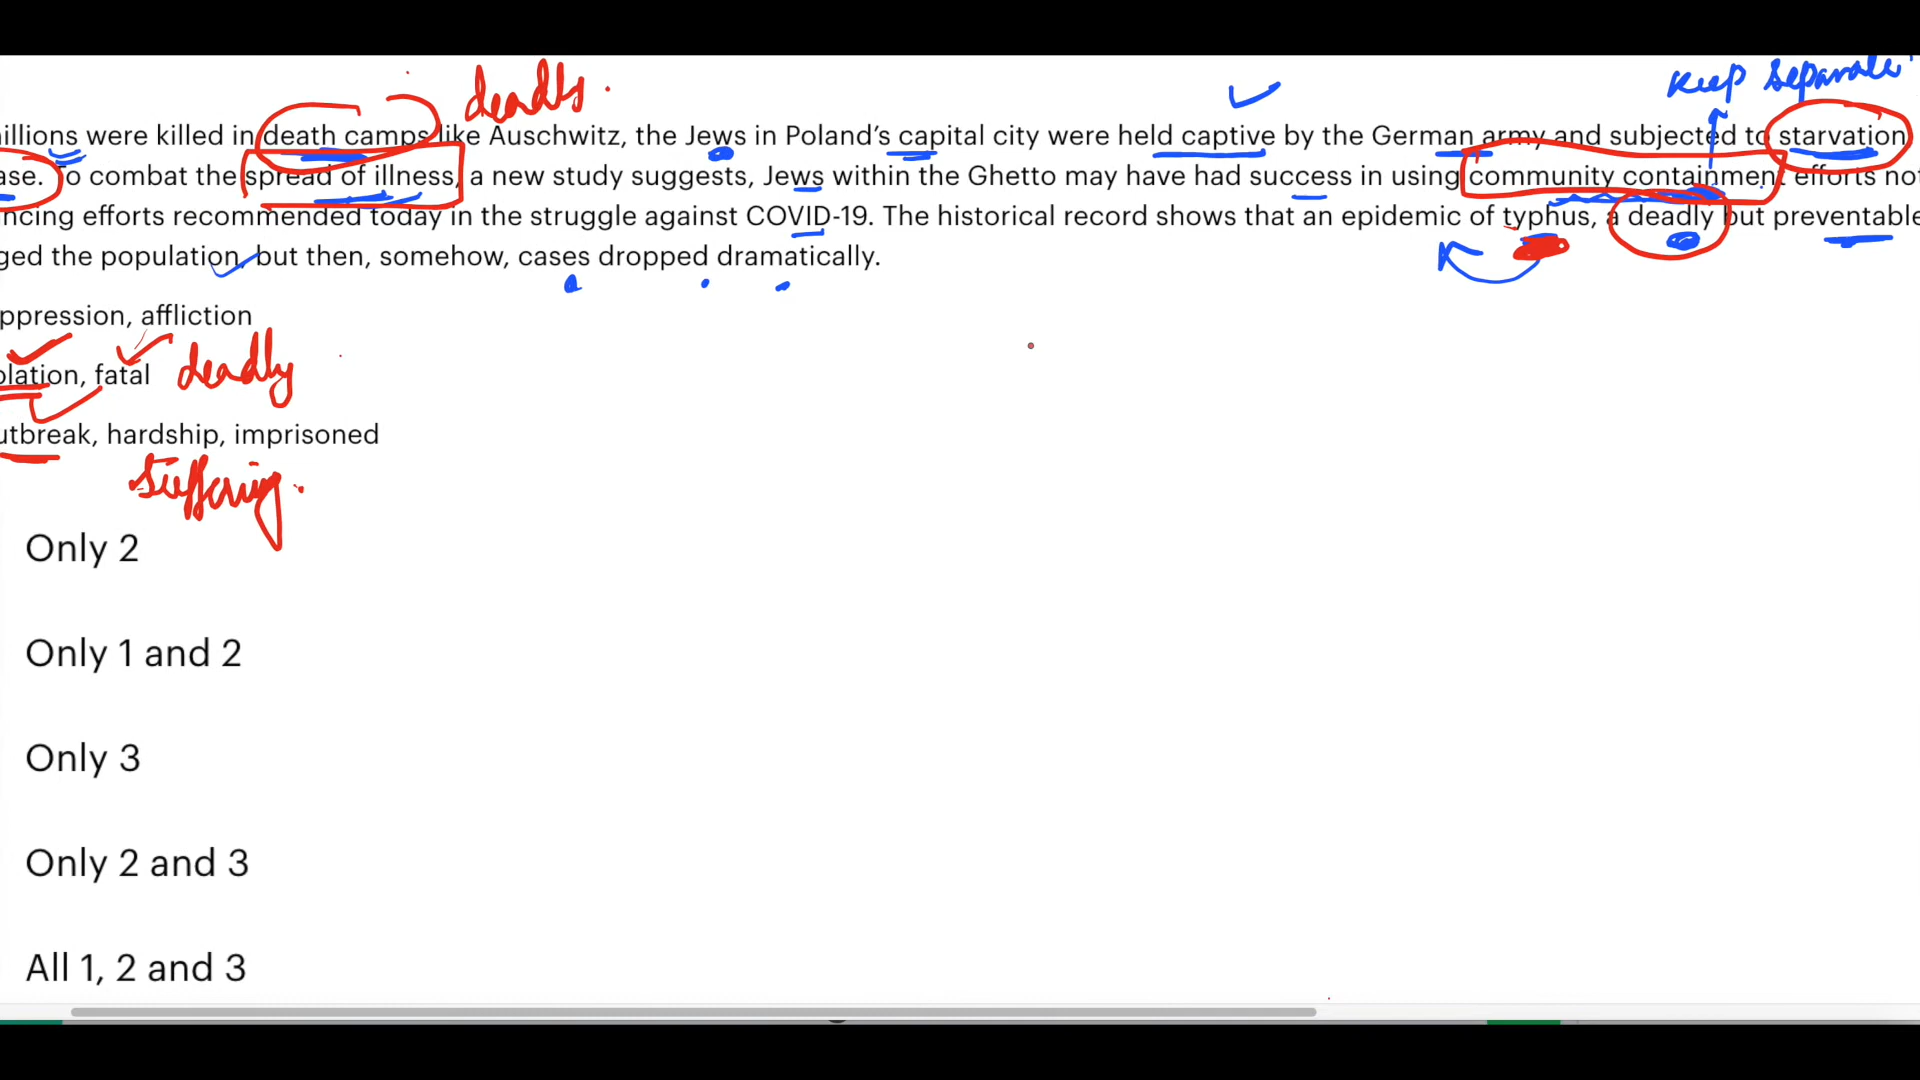 deadly.
keep separate
illions were killed in death camps like Auschwitz, the Jews in Poland’s capital city were held captive by the German army and subjected to starvation
ase. To combat the spread of illness, a new study suggests, Jews within the Ghetto may have had success in using community containment efforts not
ncing efforts recommended today in the struggle against COVID-19. The historical record shows that an epidemic of typhus, a deadly but preventable
ged the population, but then, somehow, cases dropped dramatically.
ppression, affliction
olation, fatal deadly
utbreak, hardship, imprisoned
suffering.
Only 2
Only 1 and 2
Only 3
Only 2 and 3
All 1, 2 and 3